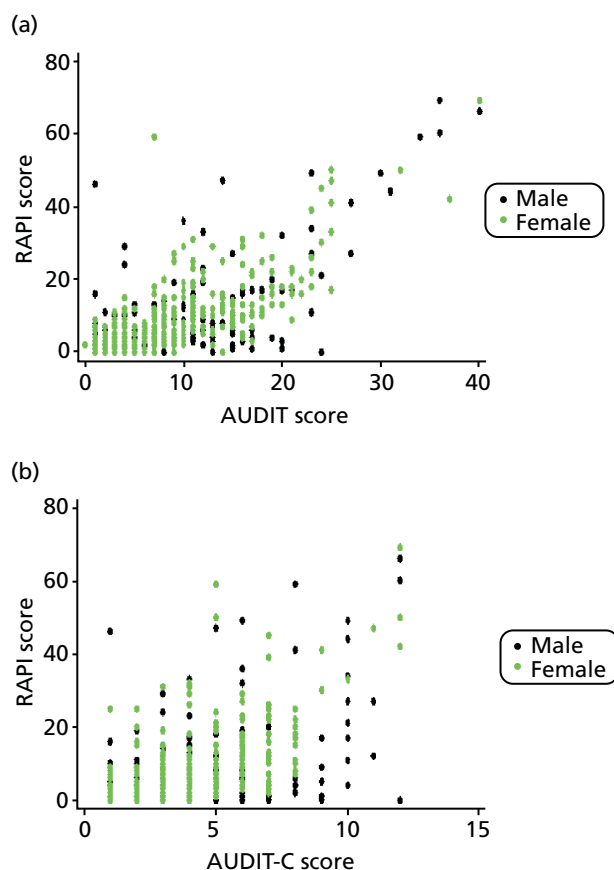 (a)
80
60
40
20
0
RAPI score
0 10 20 30 40
AUDIT score
Male
Female
(b)
80
60
40
20
0
RAPI score
0 5 10 15
AUDIT-C score
Male
Female